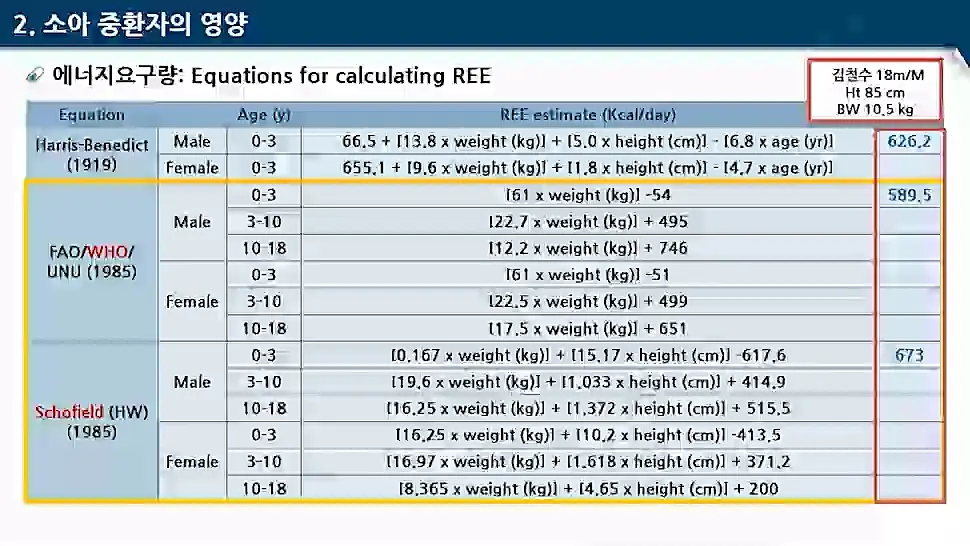 2. 소아 중환자의 영양
에너지요구량: Equations for calculating REE
김철수 18m/M
Ht 85 cm
BW 10.5 kg
Equation Age (y) REE estimate (Kcal/day)
Harris-Benedict (1919) Male 0-3 66.5 + [13.8 x weight (kg)] + [5.0 x height (cm)] - [6.8 x age (yr)] 626.2
Female 0-3 655.1 + [9.6 x weight (kg)] + [1.8 x height (cm)] - [4.7 x age (yr)]
FAO/WHO/UNU (1985) Male 0-3 [61 x weight (kg)] -54 589.5
3-10 [22.7 x weight (kg)] + 495
10-18 [12.2 x weight (kg)] + 746
Female 0-3 [61 x weight (kg)] -51
3-10 [22.5 x weight (kg)] + 499
10-18 [17.5 x weight (kg)] + 651
Schofield (HW) (1985) Male 0-3 [0.167 x weight (kg)] + [15.17 x height (cm)] -617.6 673
3-10 [19.6 x weight (kg)] + [1.033 x height (cm)] + 414.9
10-18 [16.25 x weight (kg)] + [1.372 x height (cm)] + 515.5
Female 0-3 [16.25 x weight (kg)] + [10.2 x height (cm)] -413.5
3-10 [16.97 x weight (kg)] + [1.618 x height (cm)] + 371.2
10-18 [8.365 x weight (kg)] + [4.65 x height (cm)] + 200